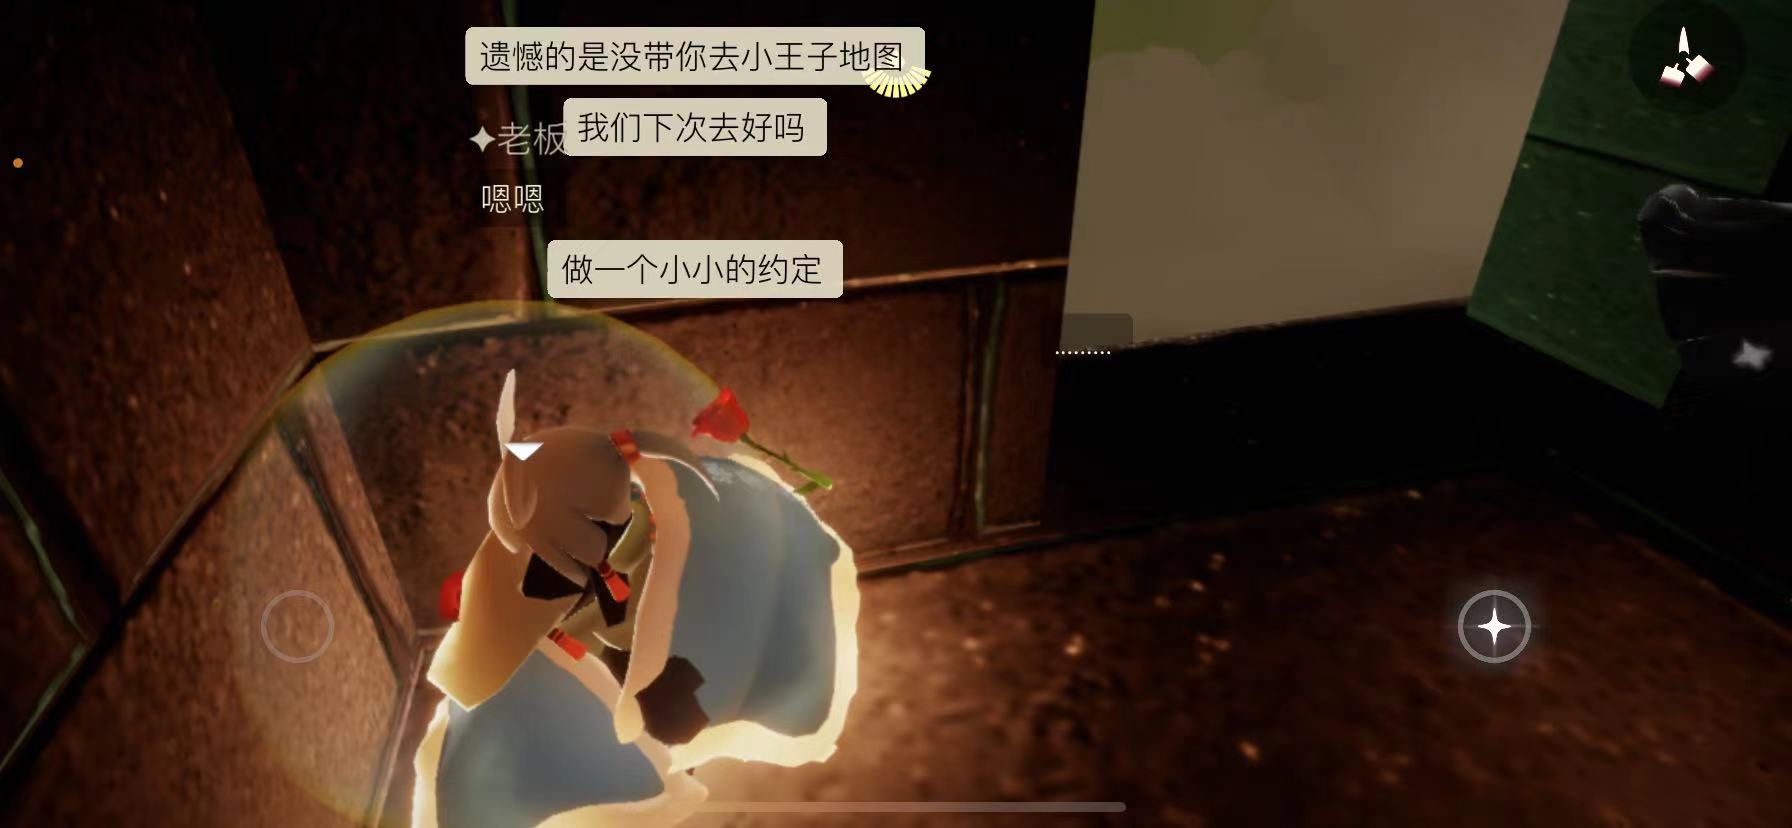 遗憾的是没带你去小王子地图
我们下次去好吗
✦老板
嗯嗯
做一个小小的约定
………